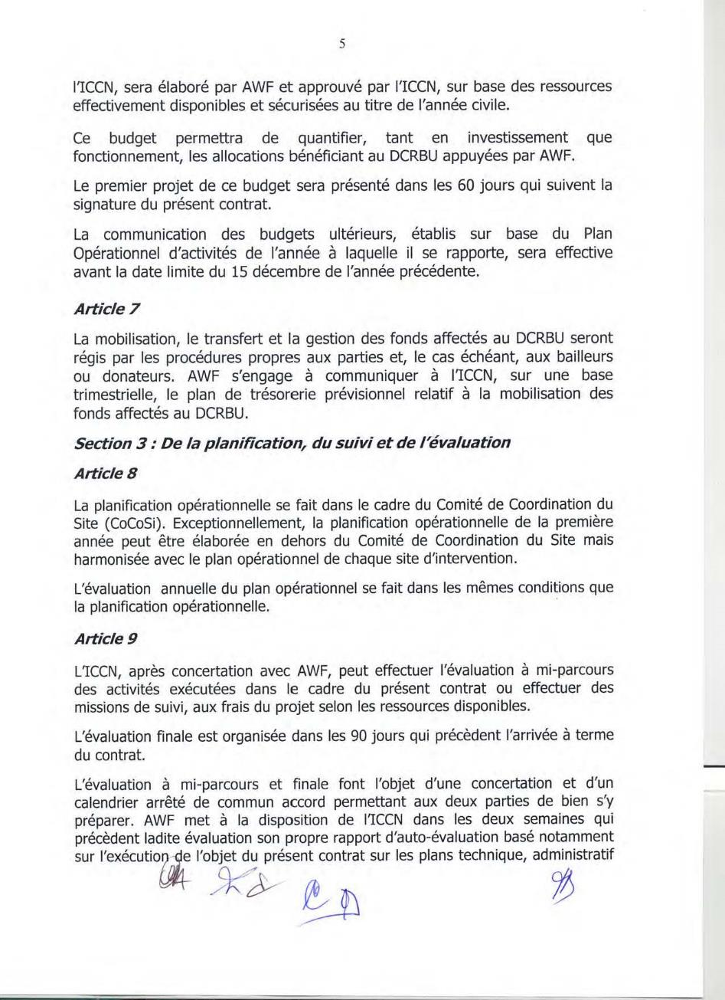 5
l'ICCN, sera élaboré par AWF et approuvé par l'ICCN, sur base des ressources
effectivement disponibles et sécurisées au titre de l'année civile.
Ce budget permettra de quantifier, tant en investissement que
fonctionnement, les allocations bénéficiant au DCRBU appuyées par AWF.
Le premier projet de ce budget sera présenté dans les 60 jours qui suivent la
signature du présent contrat.
La communication des budgets ultérieurs, établis sur base du Plan
Opérationnel d'activités de l'année à laquelle il se rapporte, sera effective
avant la date limite du 15 décembre de l'année précédente.
Article 7
La mobilisation, le transfert et la gestion des fonds affectés au DCRBU seront
régis par les procédures propres aux parties et, le cas échéant, aux bailleurs
ou donateurs. AWF s'engage à communiquer à l'ICCN, sur une base
trimestrielle, le plan de trésorerie prévisionnel relatif à la mobilisation des
fonds affectés au DCRBU.
Section 3 : De la planification, du suivi et de l'évaluation
Article 8
La planification opérationnelle se fait dans le cadre du Comité de Coordination du
Site (CoCoSi). Exceptionnellement, la planification opérationnelle de la première
année peut être élaborée en dehors du Comité de Coordination du Site mais
harmonisée avec le plan opérationnel de chaque site d'intervention.
L'évaluation annuelle du plan opérationnel se fait dans les mêmes conditions que
la planification opérationnelle.
Article 9
L'ICCN, après concertation avec AWF, peut effectuer l'évaluation à mi-parcours
des activités exécutées dans le cadre du présent contrat ou effectuer des
missions de suivi, aux frais du projet selon les ressources disponibles.
L'évaluation finale est organisée dans les 90 jours qui précèdent l'arrivée à terme
du contrat.
L'évaluation à mi-parcours et finale font l'objet d'une concertation et d'un
calendrier arrêté de commun accord permettant aux deux parties de bien s'y
préparer. AWF met à la disposition de l'ICCN dans les deux semaines qui
précèdent ladite évaluation son propre rapport d'auto-évaluation basé notamment
sur l'exécution de l'objet du présent contrat sur les plans technique, administratif